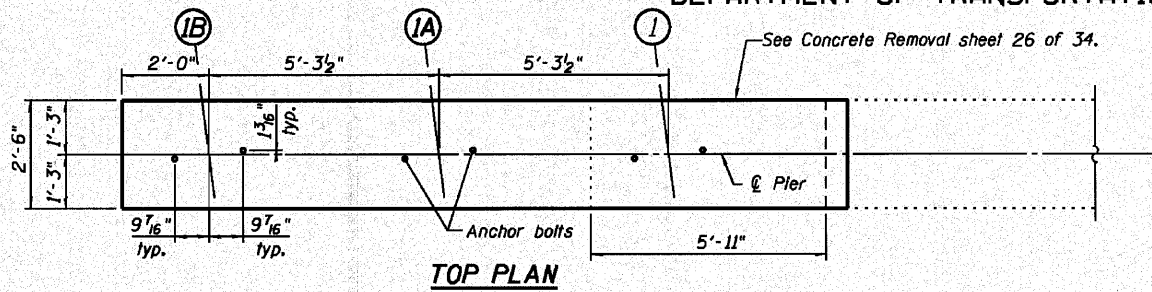 DEPARTMENT OF TRANSPORTATI
1B
1A
1
See Concrete Removal sheet 26 of 34.
2'-0"
5'-3½"
5'-3½"
2'-6"
1'-3"
1'-3"
1 3/16"
typ.
℄ Pier
9 7/16"
typ.
9 7/16"
typ.
Anchor bolts
5'-11"
TOP PLAN